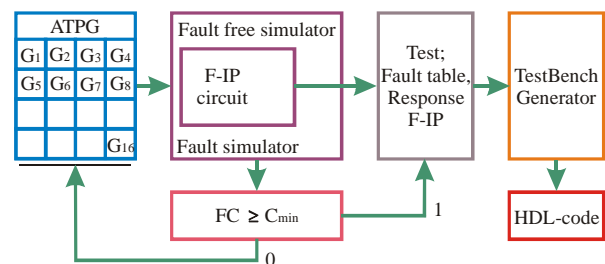 ATPG
G1 G2 G3 G4
G5 G6 G7 G8
G16
Fault free simulator
F-IP
circuit
Fault simulator
FC ≥ Cmin
0
1
Test;
Fault table,
Response
F-IP
TestBench
Generator
HDL-code